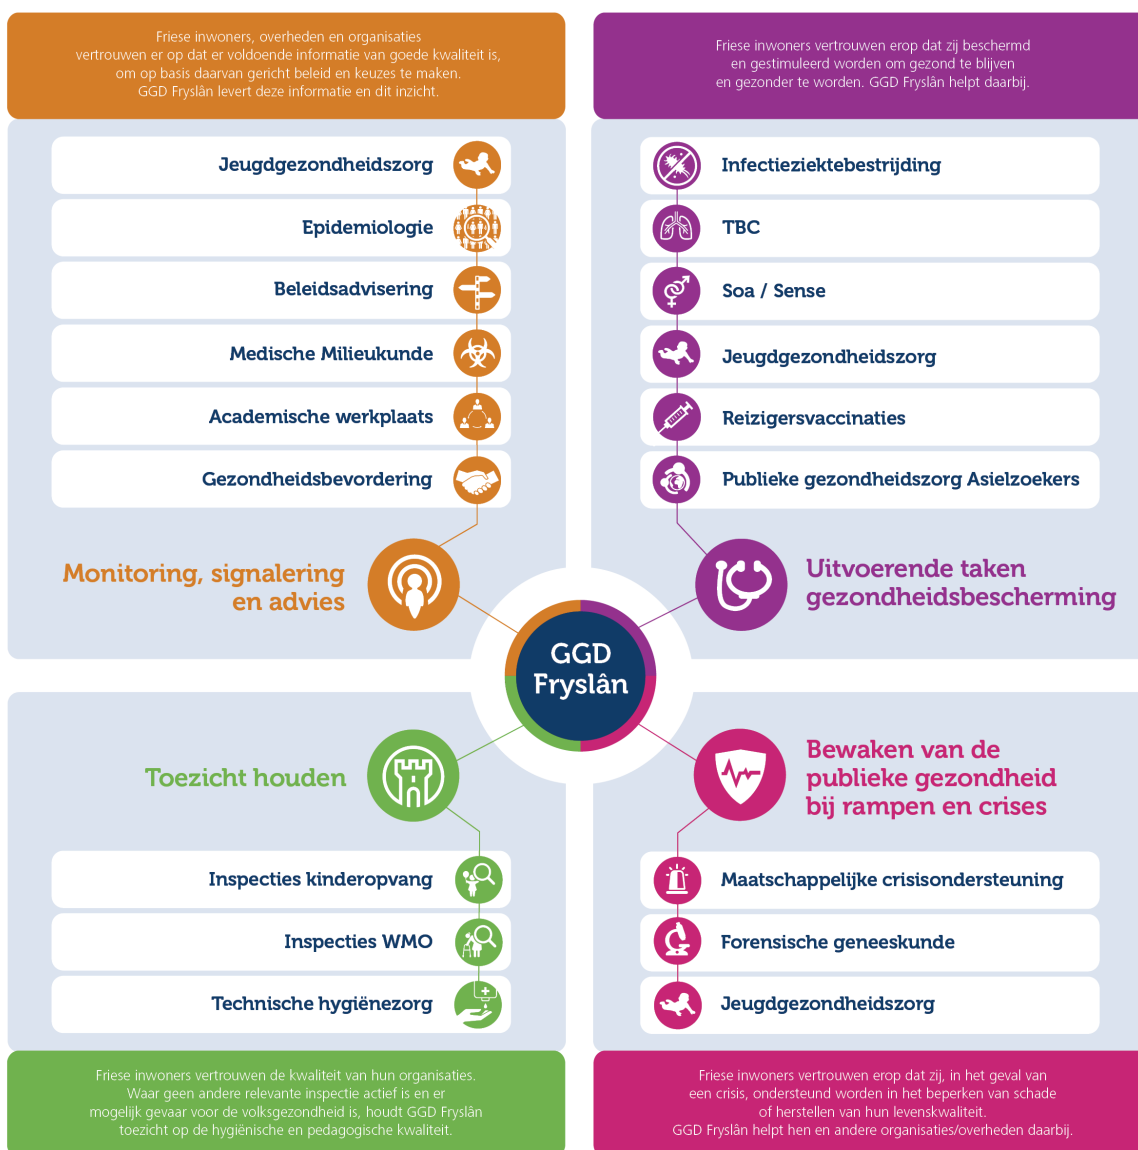 Friese inwoners, overheden en organisaties
vertrouwen er op dat er voldoende informatie van goede kwaliteit is,
om op basis daarvan gericht beleid en keuzes te maken.
GGD Fryslân levert deze informatie en dit inzicht.
Jeugdgezondheidszorg
Epidemiologie
Beleidsadvisering
Medische Milieukunde
Academische werkplaats
Gezondheidsbevordering
Monitoring, signalering
en advies
Friese inwoners vertrouwen erop dat zij beschermd
en gestimuleerd worden om gezond te blijven
en gezonder te worden. GGD Fryslân helpt daarbij.
Infectieziektebestrijding
TBC
Soa / Sense
Jeugdgezondheidszorg
Reizigersvaccinaties
Publieke gezondheidszorg Asielzoekers
Uitvoerende taken
gezondheidsbescherming
GGD
Fryslân
Toezicht houden
Inspecties kinderopvang
Inspecties WMO
Technische hygiënezorg
Friese inwoners vertrouwen de kwaliteit van hun organisaties.
Waar geen andere relevante inspectie actief is en er
mogelijk gevaar voor de volksgezondheid is, houdt GGD Fryslân
toezicht op de hygiënische en pedagogische kwaliteit.
Bewaken van de
publieke gezondheid
bij rampen en crises
Maatschappelijke crisisondersteuning
Forensische geneeskunde
Jeugdgezondheidszorg
Friese inwoners vertrouwen erop dat zij, in het geval van
een crisis, ondersteund worden in het beperken van schade
of herstellen van hun levenskwaliteit.
GGD Fryslân helpt hen en andere organisaties/overheden daarbij.